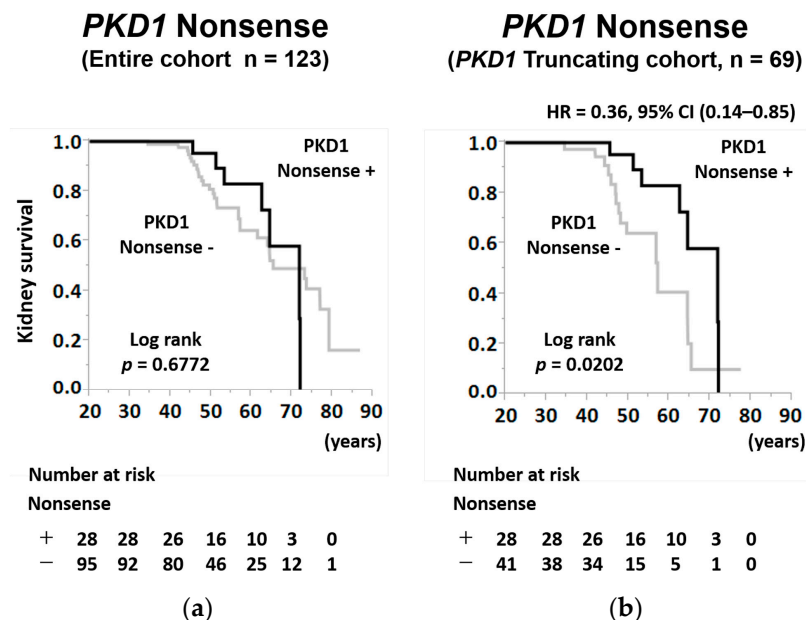 PKD1 Nonsense
(Entire cohort n = 123)
1.0
0.8
0.6
0.4
0.2
0.0
Kidney survival
PKD1
Nonsense +
PKD1
Nonsense -
Log rank
p = 0.6772
20 30 40 50 60 70 80 90
(years)
Number at risk
Nonsense
+ 28 28 26 16 10 3 0
− 95 92 80 46 25 12 1
(a)
PKD1 Nonsense
(PKD1 Truncating cohort, n = 69)
HR = 0.36, 95% CI (0.14–0.85)
1.0
0.8
0.6
0.4
0.2
0.0
PKD1
Nonsense +
PKD1
Nonsense -
Log rank
p = 0.0202
20 30 40 50 60 70 80 90
(years)
Number at risk
Nonsense
+ 28 28 26 16 10 3 0
− 41 38 34 15 5 1 0
(b)